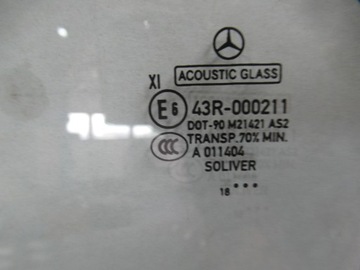 XI
ACOUSTIC GLASS
E6 43R-000211
DOT-90 M21421 AS2
CCC TRANSP.70% MIN.
A 011404
SOLIVER
18 •••